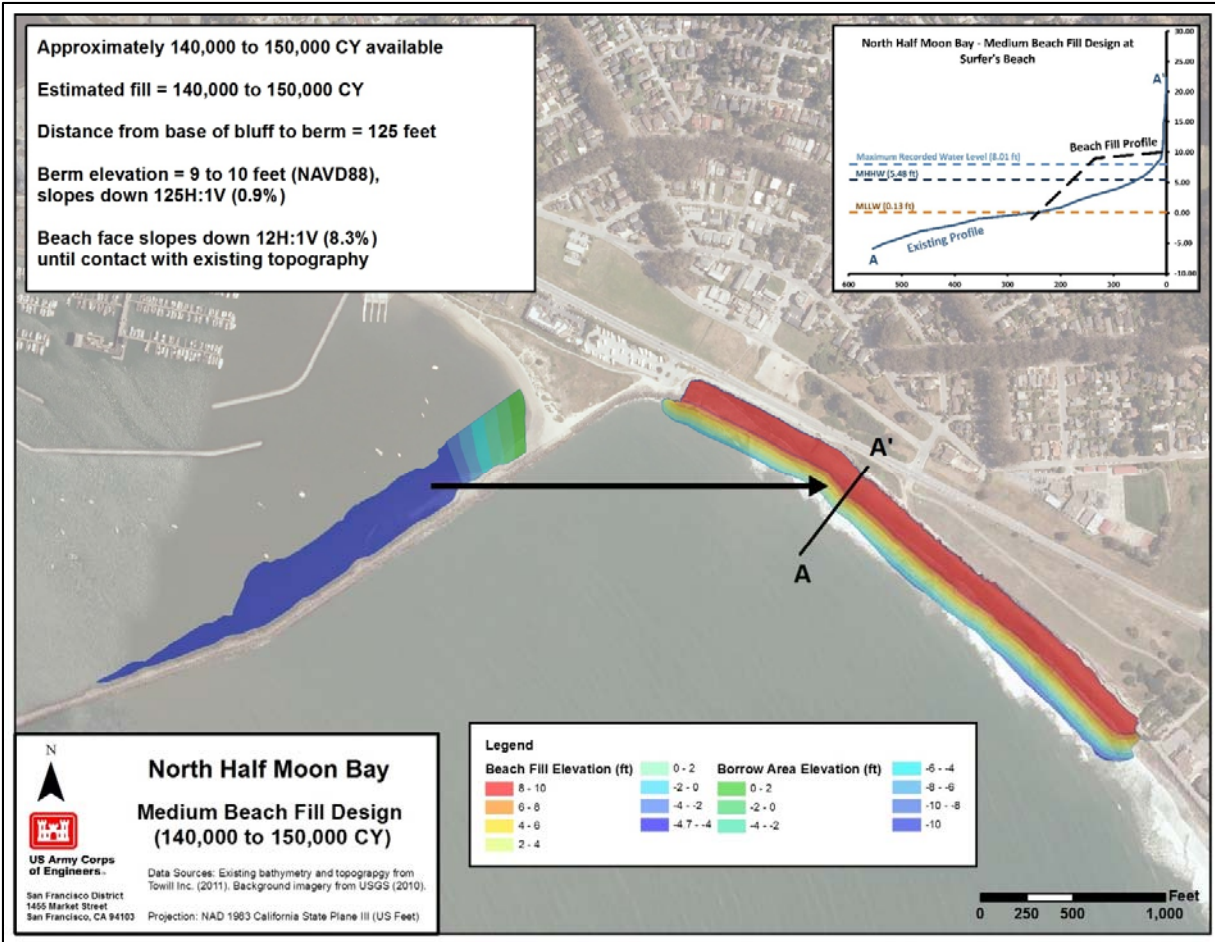 Approximately 140,000 to 150,000 CY available
Estimated fill = 140,000 to 150,000 CY
Distance from base of bluff to berm = 125 feet
Berm elevation = 9 to 10 feet (NAVD88),
slopes down 125H:1V (0.9%)
Beach face slopes down 12H:1V (8.3%)
until contact with existing topography
North Half Moon Bay - Medium Beach Fill Design at
Surfer's Beach
30.00
25.00
A'
20.00
15.00
Beach Fill Profile
10.00
Maximum Recorded Water Level (8.01 ft)
MHHW (5.48 ft)
5.00
MLLW (0.13 ft)
0.00
Existing Profile
-5.00
A
-10.00
600 500 400 300 200 100 0
A'
A
N
US Army Corps
of Engineers
San Francisco District
1455 Market Street
San Francisco, CA 94103
North Half Moon Bay
Medium Beach Fill Design
(140,000 to 150,000 CY)
Data Sources: Existing bathymetry and topograpgy from
Towill Inc. (2011). Background imagery from USGS (2010).
Projection: NAD 1983 California State Plane III (US Feet)
Legend
Beach Fill Elevation (ft)
8 - 10
6 - 8
4 - 6
2 - 4
0 - 2
-2 - 0
-4 - -2
-4.7 - -4
Borrow Area Elevation (ft)
0 - 2
-2 - 0
-4 - -2
-6 - -4
-8 - -6
-10 - -8
-10
Feet
0 250 500 1,000